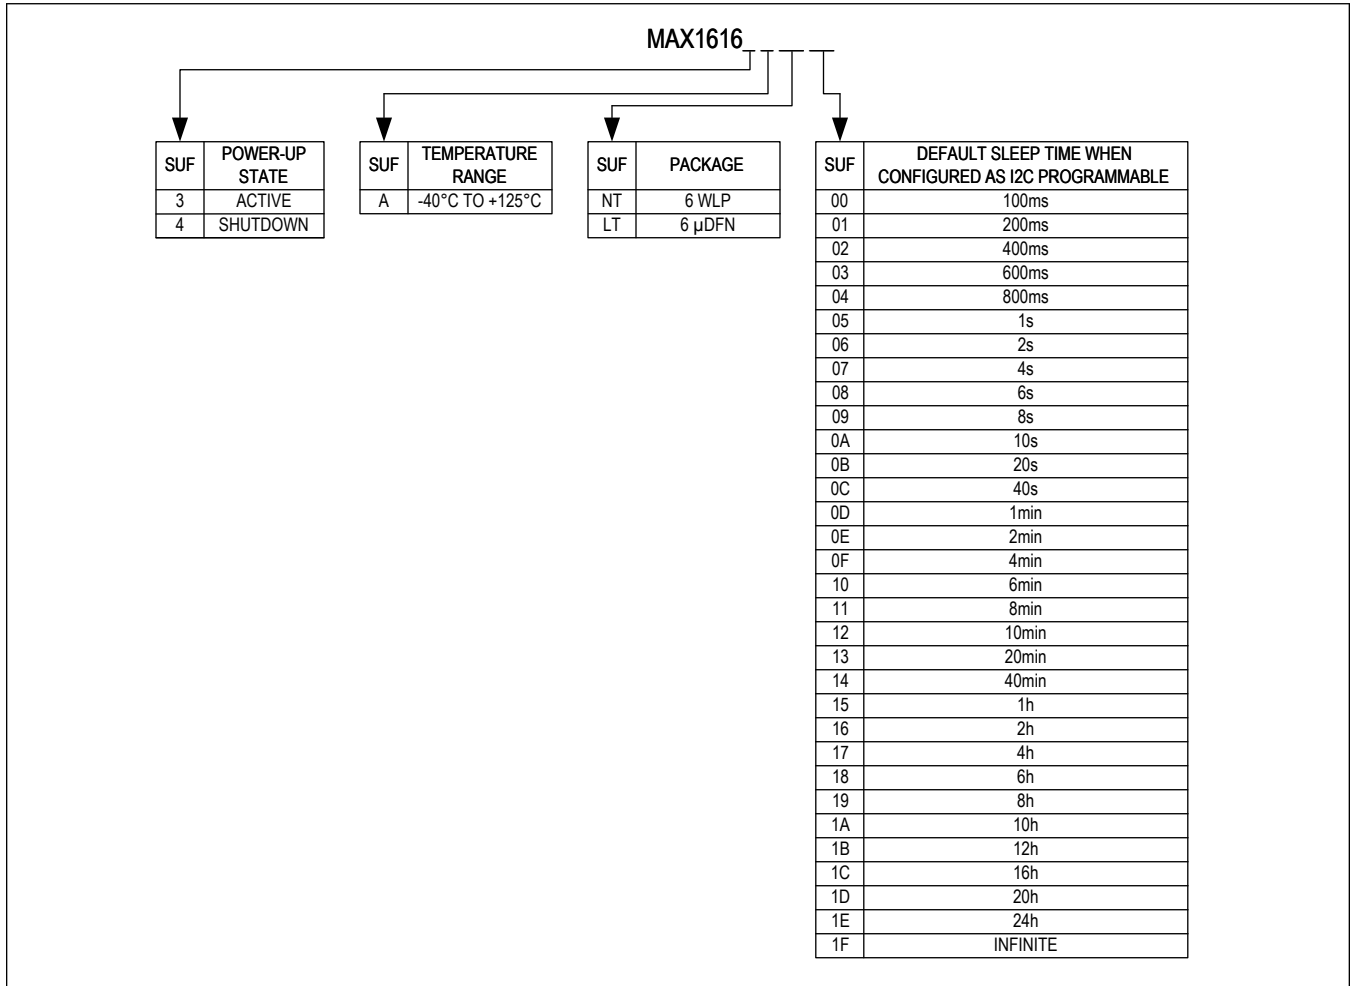 MAX1616_ _ __ __
SUF POWER-UP STATE
3 ACTIVE
4 SHUTDOWN
SUF TEMPERATURE RANGE
A -40°C TO +125°C
SUF PACKAGE
NT 6 WLP
LT 6 µDFN
SUF DEFAULT SLEEP TIME WHEN CONFIGURED AS I2C PROGRAMMABLE
00 100ms
01 200ms
02 400ms
03 600ms
04 800ms
05 1s
06 2s
07 4s
08 6s
09 8s
0A 10s
0B 20s
0C 40s
0D 1min
0E 2min
0F 4min
10 6min
11 8min
12 10min
13 20min
14 40min
15 1h
16 2h
17 4h
18 6h
19 8h
1A 10h
1B 12h
1C 16h
1D 20h
1E 24h
1F INFINITE